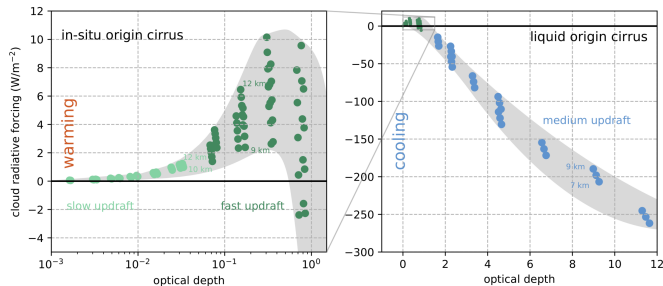 in-situ origin cirrus
cloud radiative forcing (W/m⁻²)
12
10
8
6
4
2
0
−2
−4
warming
12 km
9 km
12 km
10 km
slow updraft
fast updraft
10⁻³
10⁻²
10⁻¹
10⁰
optical depth
liquid origin cirrus
0
−50
−100
−150
−200
−250
−300
cooling
medium updraft
9 km
7 km
0
2
4
6
8
10
12
optical depth